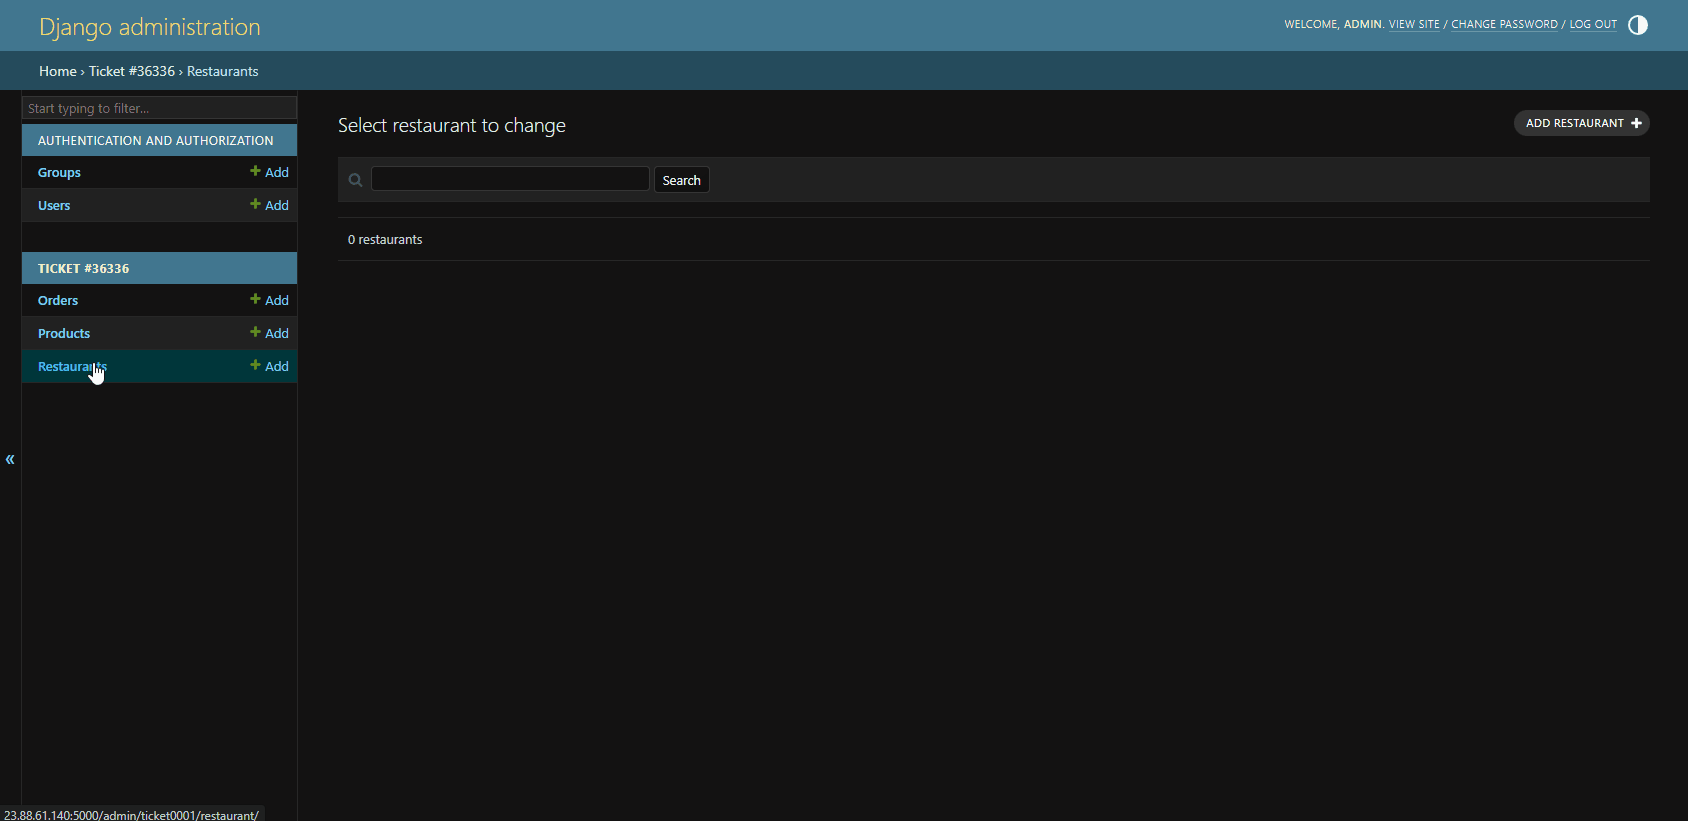 Django administration
WELCOME, ADMIN. VIEW SITE / CHANGE PASSWORD / LOG OUT
Home › Ticket #36336 › Restaurants
Start typing to filter...
AUTHENTICATION AND AUTHORIZATION
Groups + Add
Users + Add
TICKET #36336
Orders + Add
Products + Add
Restaurants + Add
«
Select restaurant to change
ADD RESTAURANT +
Search
0 restaurants
23.88.61.140:5000/admin/ticket0001/restaurant/